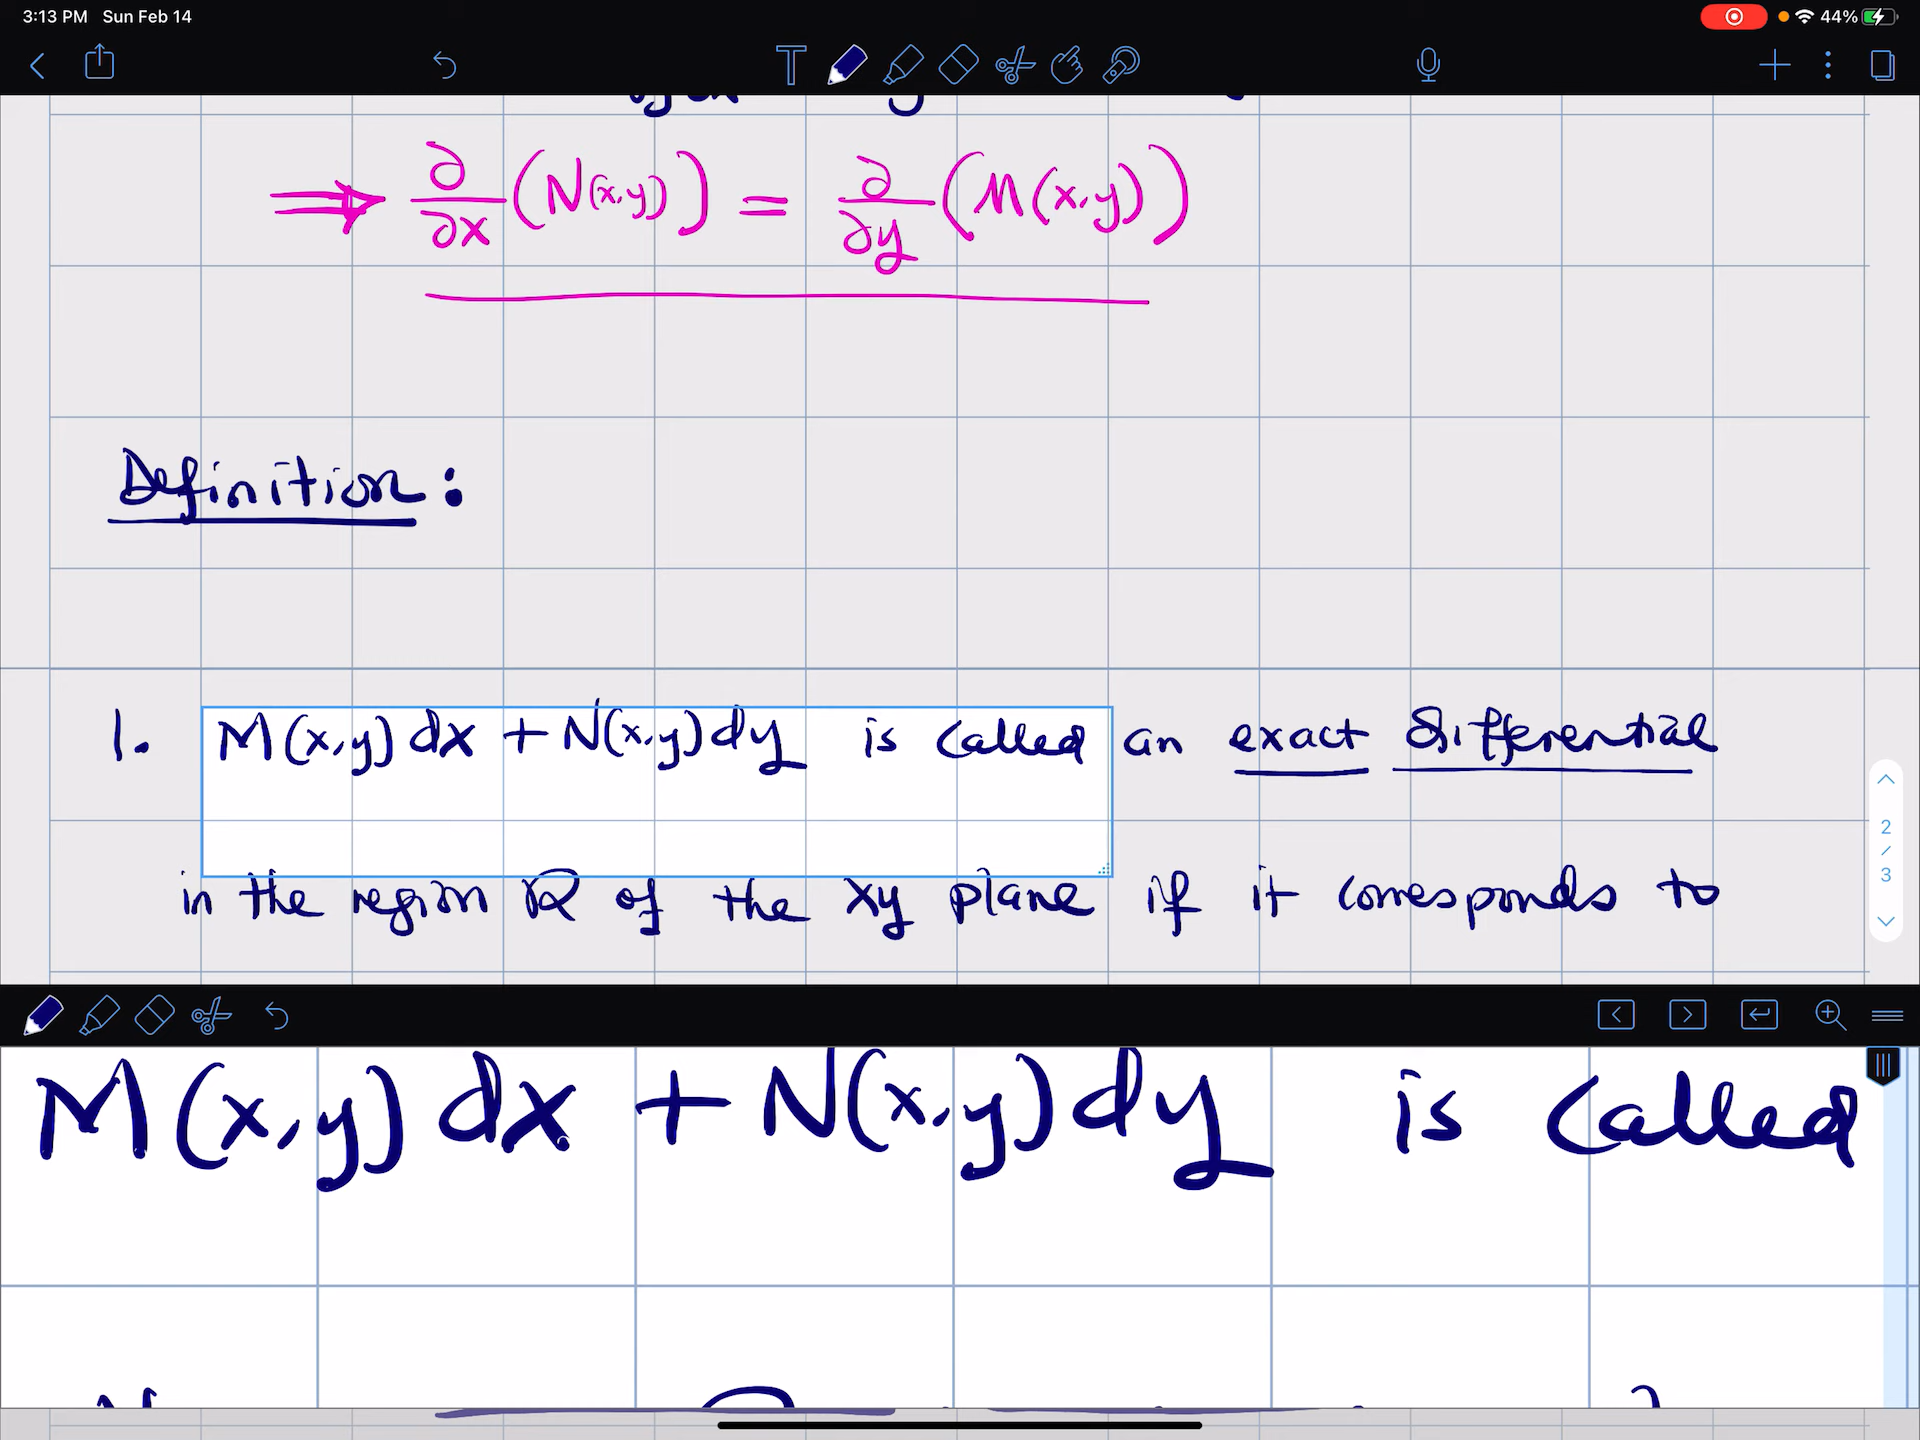 3:13 PM Sun Feb 14
44%
⟹ ∂/∂x (N(x,y)) = ∂/∂y (M(x,y))
Definition:
1. M(x,y) dx + N(x,y) dy is called an exact differential
in the region R of the xy plane if it corresponds to
2 / 3
M(x,y) dx + N(x,y) dy is called